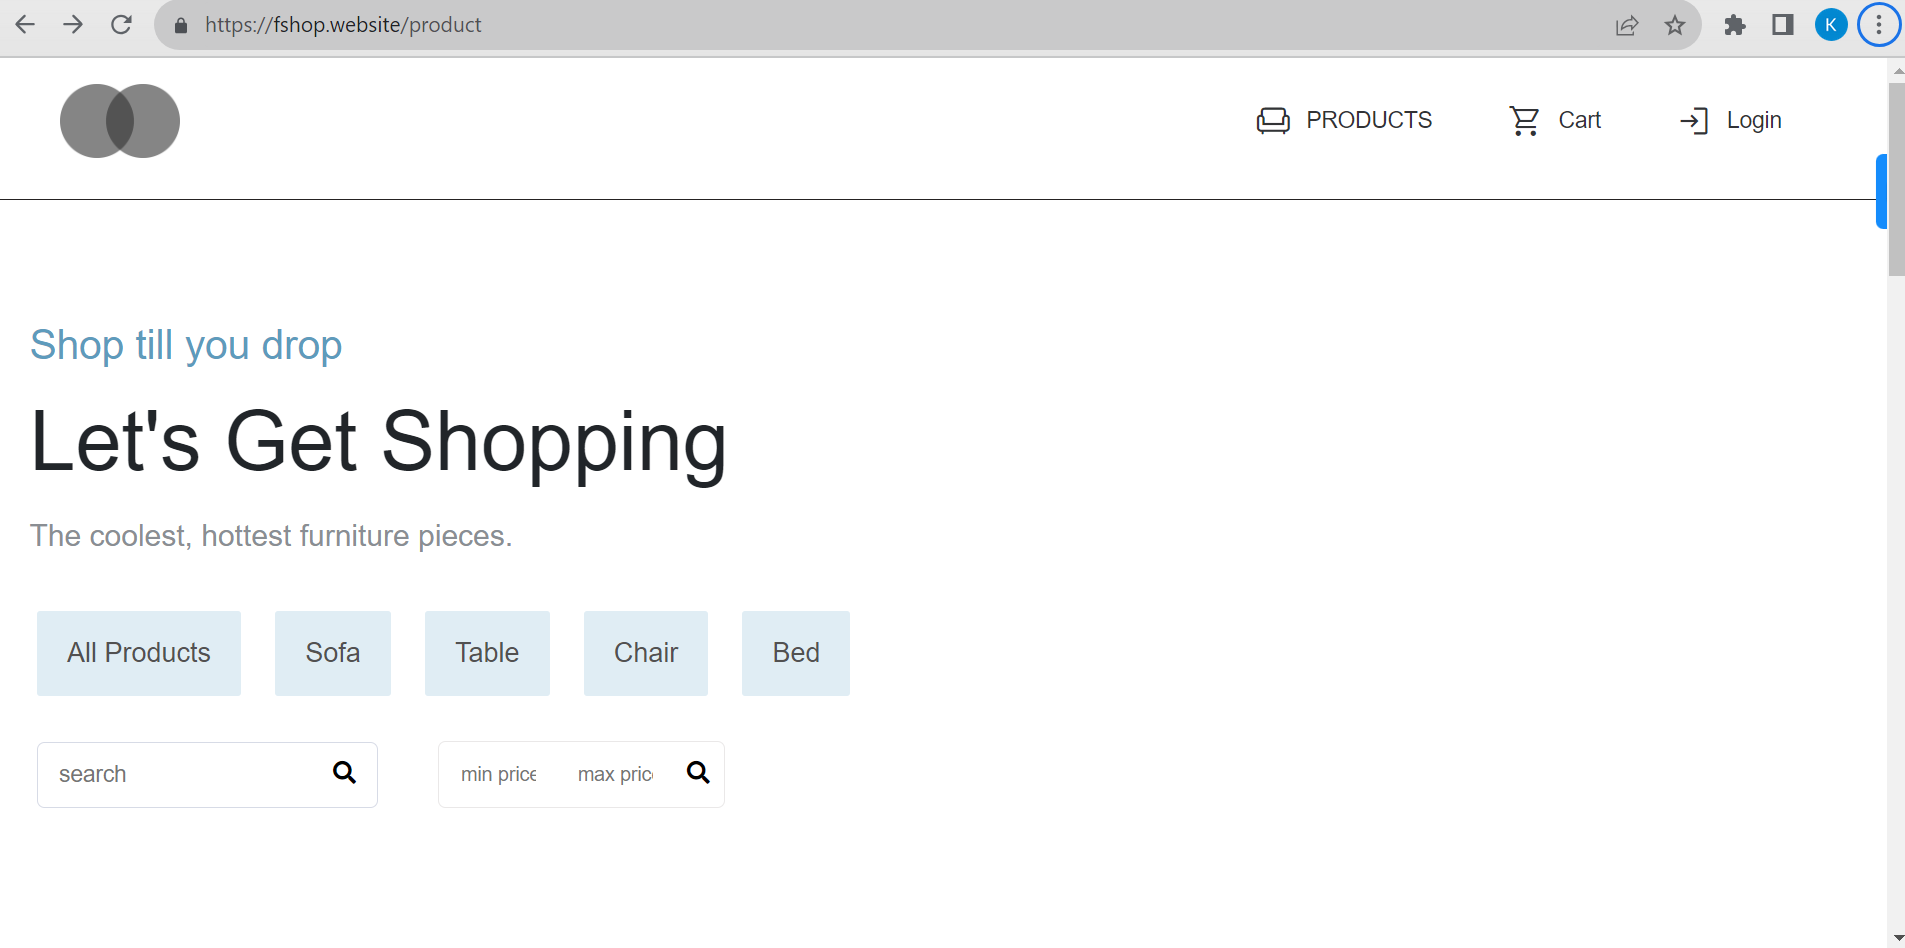 https://fshop.website/product
K
PRODUCTS Cart Login
Shop till you drop
Let's Get Shopping
The coolest, hottest furniture pieces.
All Products Sofa Table Chair Bed
search min price max pric